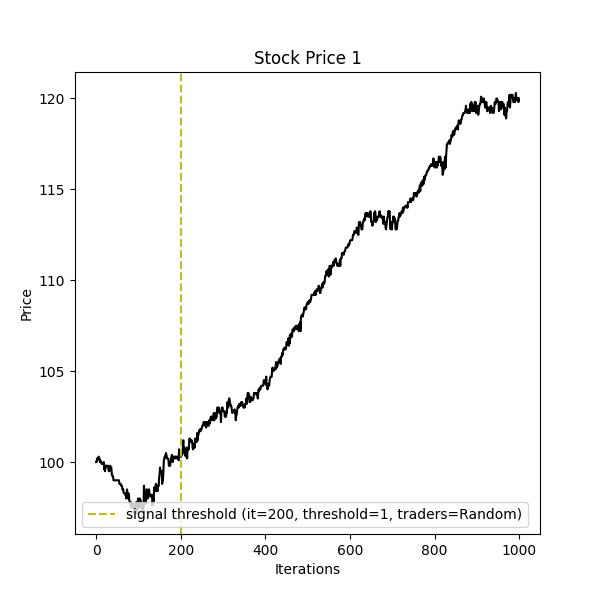 Stock Price 1
Price
120
115
110
105
100
signal threshold (it=200, threshold=1, traders=Random)
0 200 400 600 800 1000
Iterations